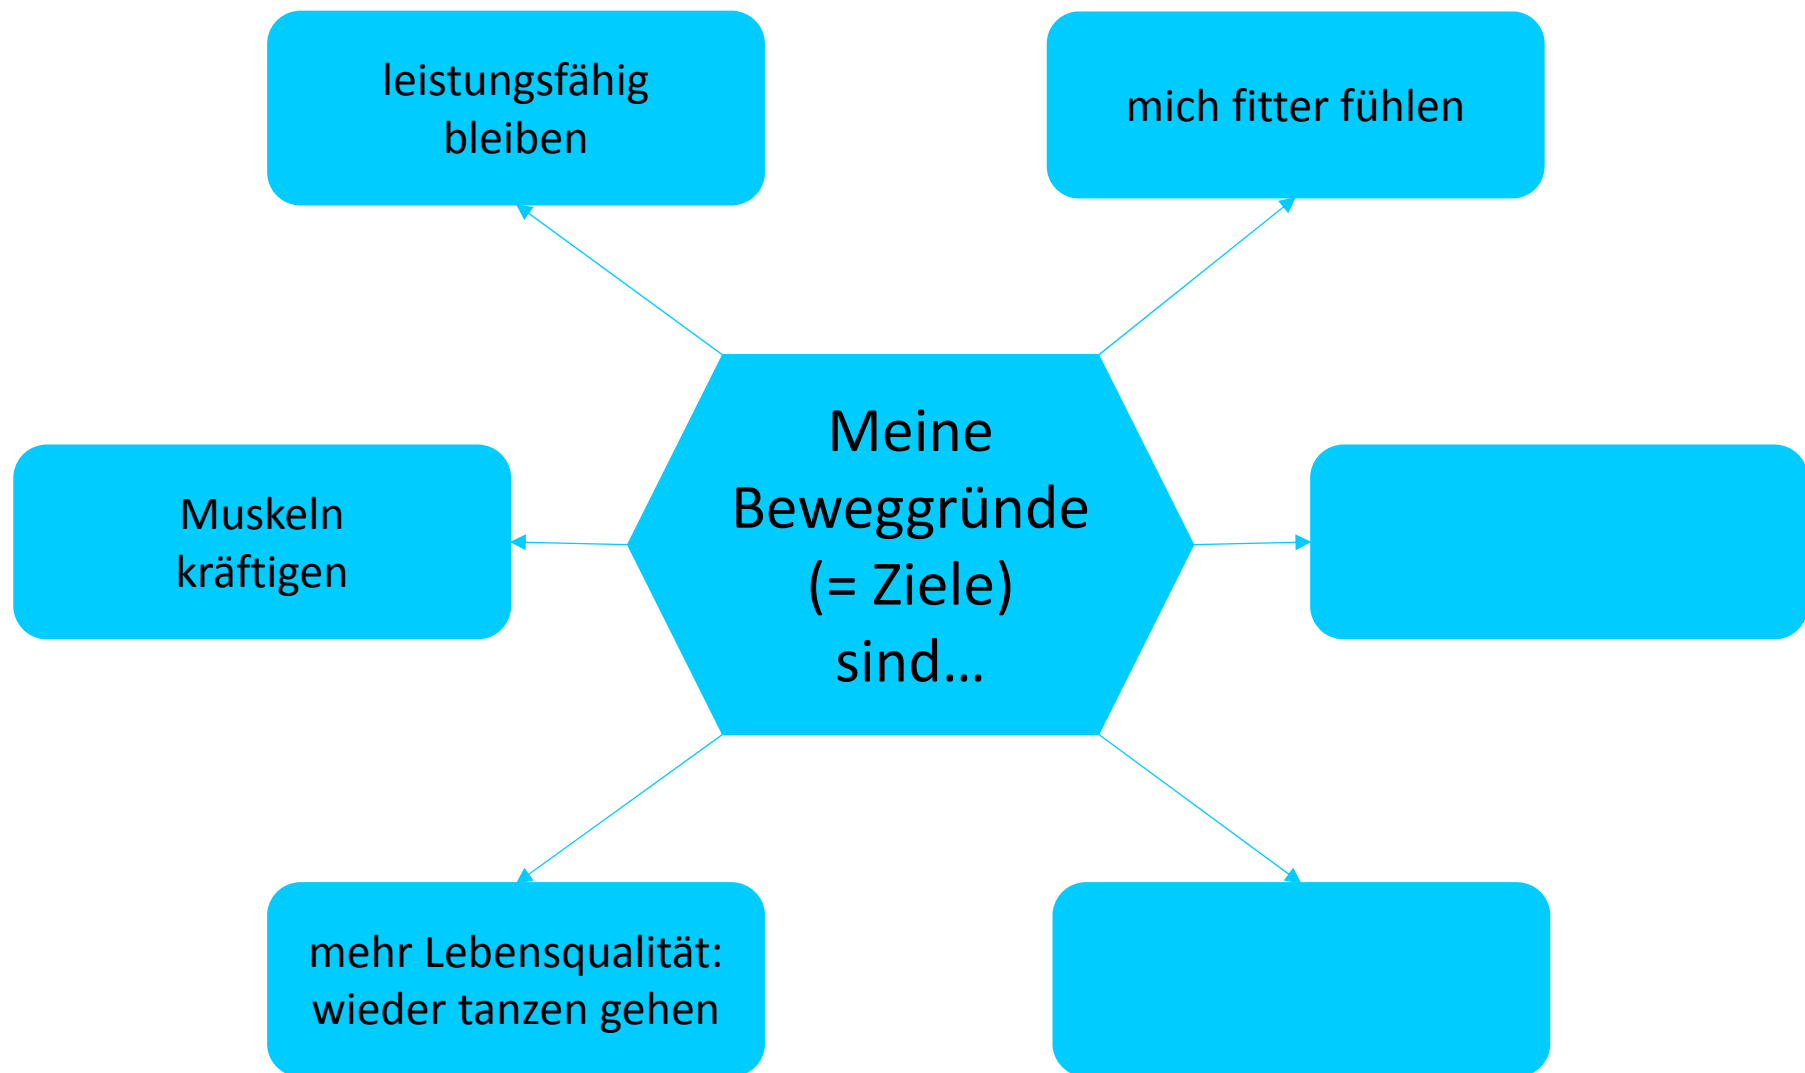 leistungsfähig
bleiben
mich fitter fühlen
Meine
Beweggründe
(= Ziele)
sind…
Muskeln
kräftigen
mehr Lebensqualität:
wieder tanzen gehen